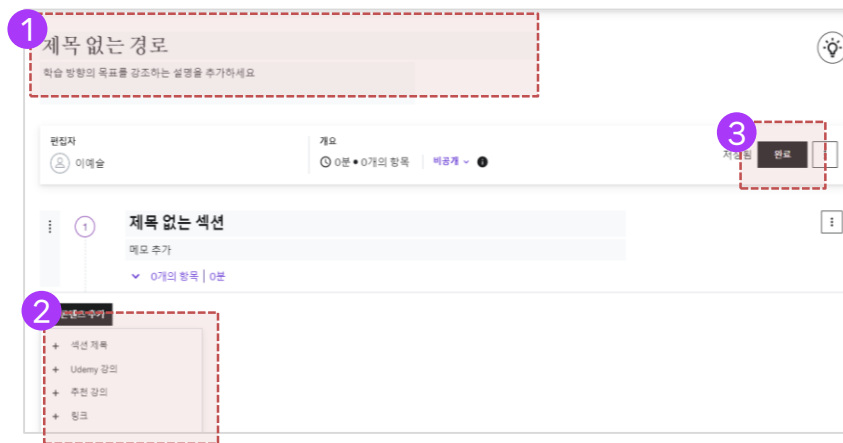 1
제목 없는 경로
학습 방향의 목표를 강조하는 설명을 추가하세요
편집자
이예슬
개요
0분 • 0개의 항목
비공개
3
저장됨
완료
1
제목 없는 섹션
메모 추가
0개의 항목 | 0분
2
콘텐츠 추가
+ 섹션 제목
+ Udemy 강의
+ 추천 강의
+ 링크